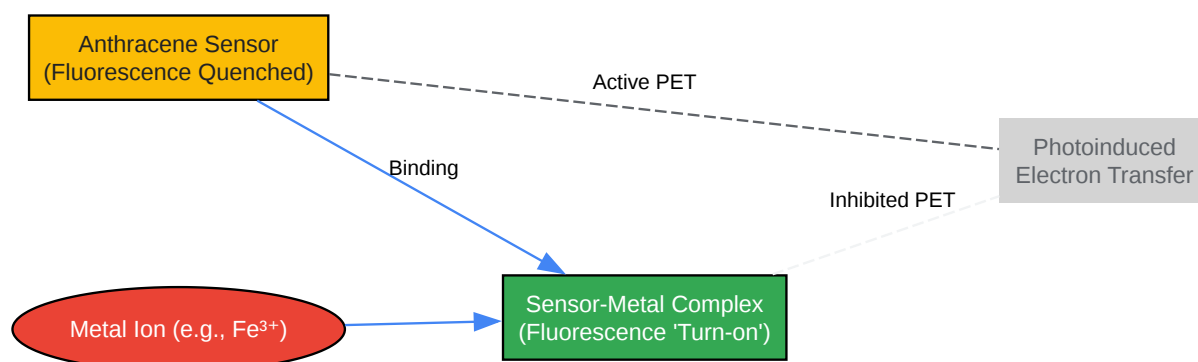 Anthracene Sensor
(Fluorescence Quenched)
Active PET
Photoinduced
Electron Transfer
Binding
Inhibited PET
Sensor-Metal Complex
(Fluorescence 'Turn-on')
Metal Ion (e.g., Fe³⁺)